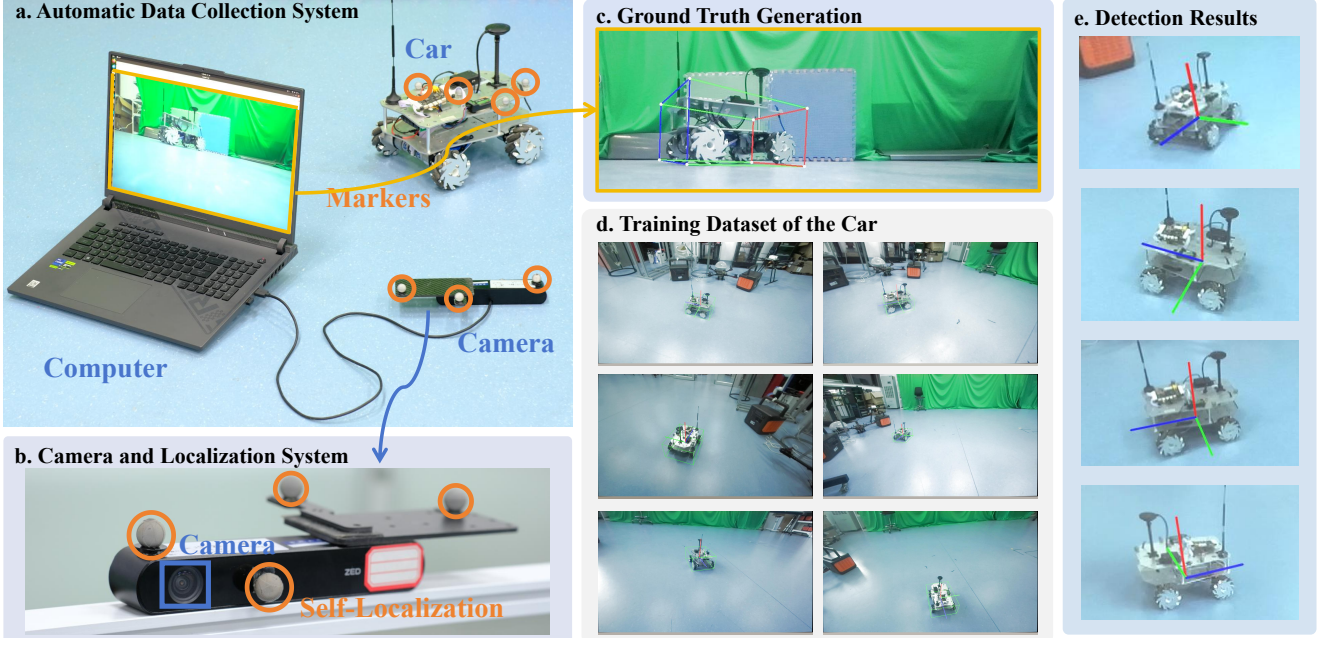 a. Automatic Data Collection System
Car
Markers
Camera
Computer
b. Camera and Localization System
Camera
ZED
Self-Localization
c. Ground Truth Generation
d. Training Dataset of the Car
e. Detection Results